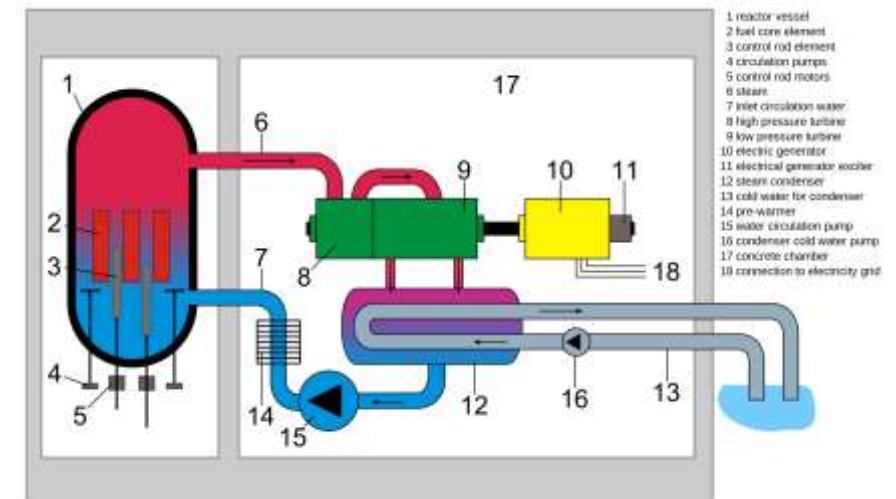 1 reactor vessel
2 fuel core element
3 control rod element
4 circulation pumps
5 control rod motors
6 steam
7 inlet circulation water
8 high pressure turbine
9 low pressure turbine
10 electric generator
11 electrical generator exciter
12 steam condenser
13 cold water for condenser
14 pre-warmer
15 water circulation pump
16 condenser cold water pump
17 concrete chamber
18 connection to electricity grid
1
17
6
9
10
11
2
3
7
8
18
4
5
14
15
12
16
13